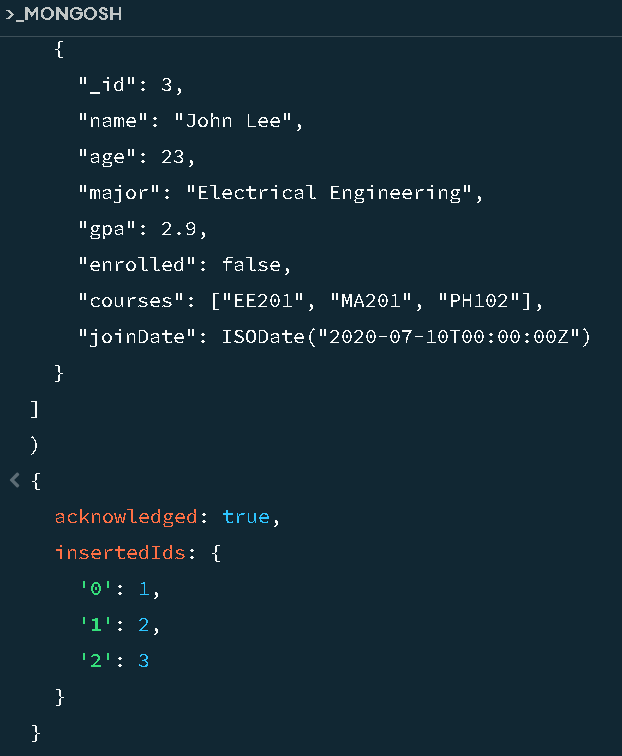 >_MONGOSH
{
"_id": 3,
"name": "John Lee",
"age": 23,
"major": "Electrical Engineering",
"gpa": 2.9,
"enrolled": false,
"courses": ["EE201", "MA201", "PH102"],
"joinDate": ISODate("2020-07-10T00:00:00Z")
}
]
)
< {
acknowledged: true,
insertedIds: {
'0': 1,
'1': 2,
'2': 3
}
}